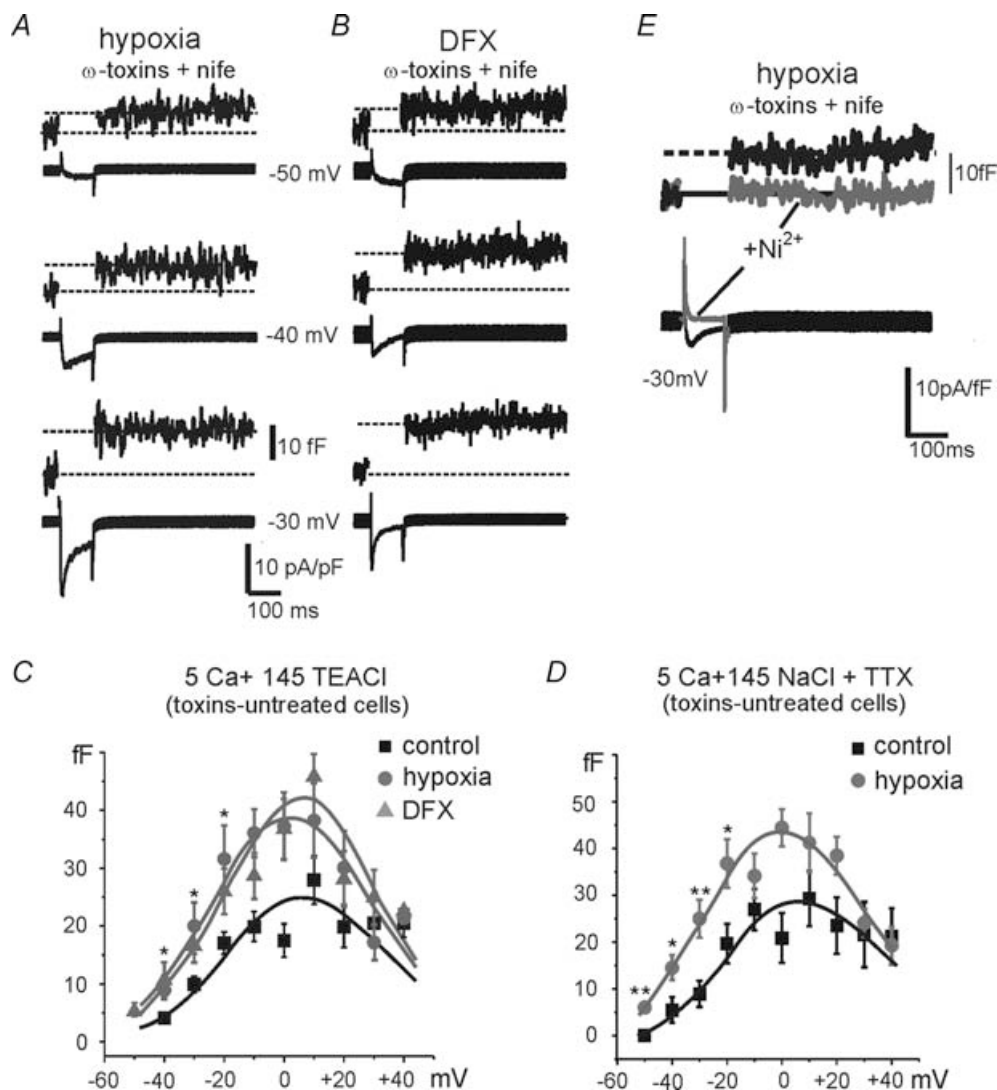 A
hypoxia
ω-toxins + nife
-50 mV
-40 mV
10 fF
-30 mV
10 pA/pF
100 ms
B
DFX
ω-toxins + nife
E
hypoxia
ω-toxins + nife
10fF
+Ni2+
-30mV
10pA/fF
100ms
C
5 Ca+ 145 TEACl
(toxins-untreated cells)
fF
control
hypoxia
DFX
40
30
20
10
0
* * *
-60 -40 -20 0 +20 +40 mV
D
5 Ca+145 NaCl + TTX
(toxins-untreated cells)
fF
control
hypoxia
50
40
30
20
10
0
** * ** *
-60 -40 -20 0 +20 +40 mV